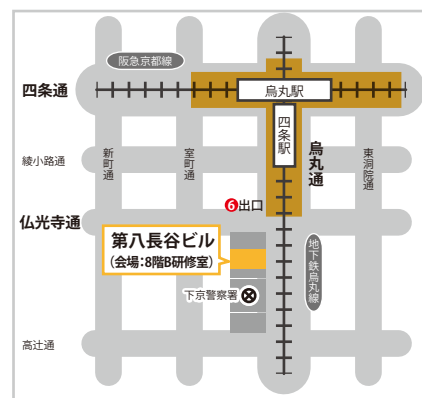 阪急京都線
四条通
烏丸駅
四条駅
烏丸通
綾小路通
新町通
室町通
東洞院通
❻出口
仏光寺通
第八長谷ビル
（会場：8階B研修室）
地下鉄烏丸線
下京警察署
高辻通